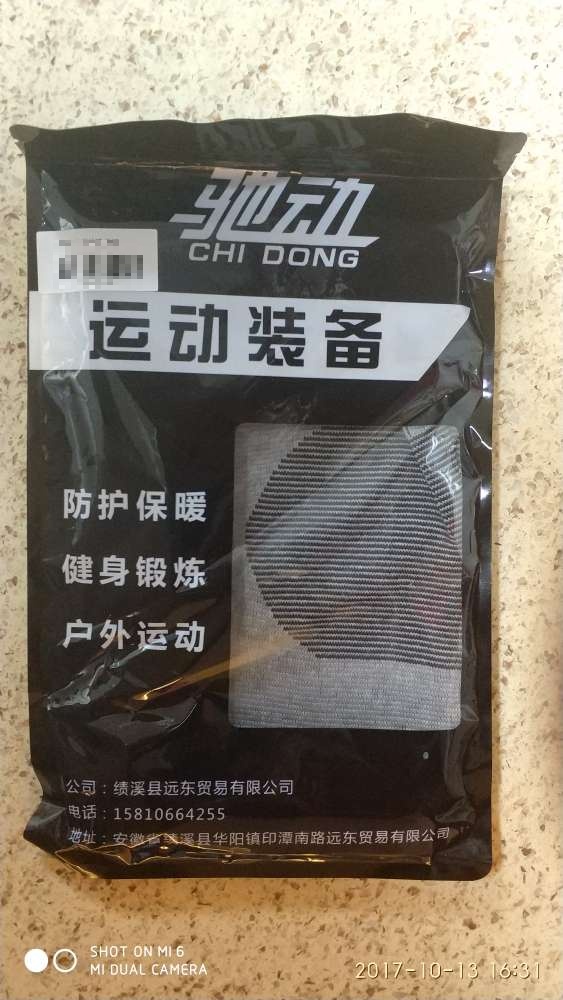 驰动
CHI DONG
运动装备
防护保暖
健身锻炼
户外运动
公司：绩溪县远东贸易有限公司
电话：15810664255
地址：安徽省绩溪县华阳镇印潭南路远东贸易有限公司
SHOT ON MI 6
MI DUAL CAMERA
2017-10-13 16:31